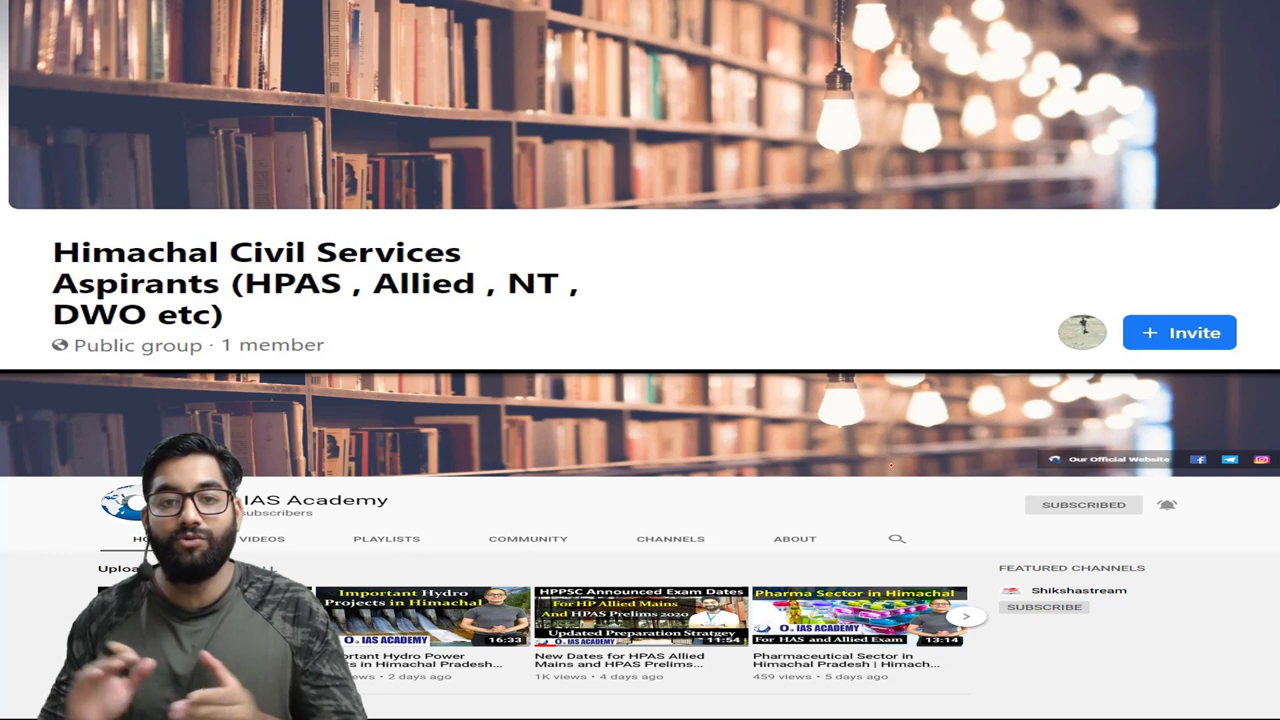 Himachal Civil Services
Aspirants (HPAS , Allied , NT ,
DWO etc)
Public group · 1 member
+ Invite
Our Official Website
IAS Academy
subscribers
SUBSCRIBED
VIDEOS
PLAYLISTS
COMMUNITY
CHANNELS
ABOUT
FEATURED CHANNELS
Shikshastream
SUBSCRIBE
Important Hydro
Projects in Himachal
IAS ACADEMY
16:33
HPPSC Announced Exam Dates
For HP Allied Mains
And HPAS Prelims 2020
Updated Preparation Stratgey
IAS ACADEMY
11:54
Pharma Sector in Himachal
IAS ACADEMY
For HAS and Allied Exam
13:14
Hydro Power
in Himachal Pradesh...
2 days ago
New Dates for HPAS Allied
Mains and HPAS Prelims...
1K views • 4 days ago
Pharmaceutical Sector in
Himachal Pradesh | Himach...
459 views • 5 days ago